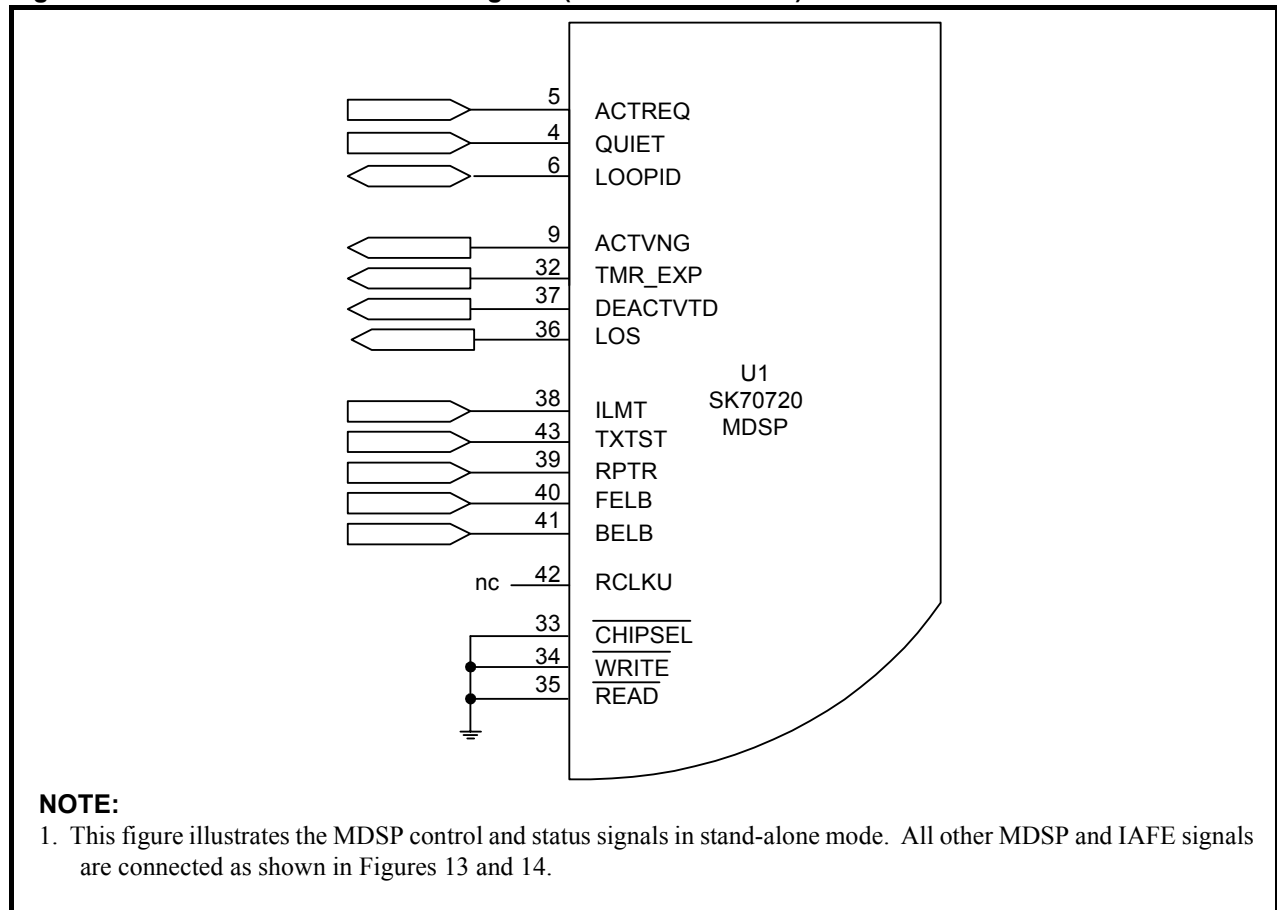 5 ACTREQ
4 QUIET
6 LOOPID
9 ACTVNG
32 TMR_EXP
37 DEACTVTD
36 LOS
U1
SK70720
MDSP
38 ILMT
43 TXTST
39 RPTR
40 FELB
41 BELB
nc 42 RCLKU
33 CHIPSEL
34 WRITE
35 READ
NOTE:
1. This figure illustrates the MDSP control and status signals in stand-alone mode. All other MDSP and IAFE signals
are connected as shown in Figures 13 and 14.